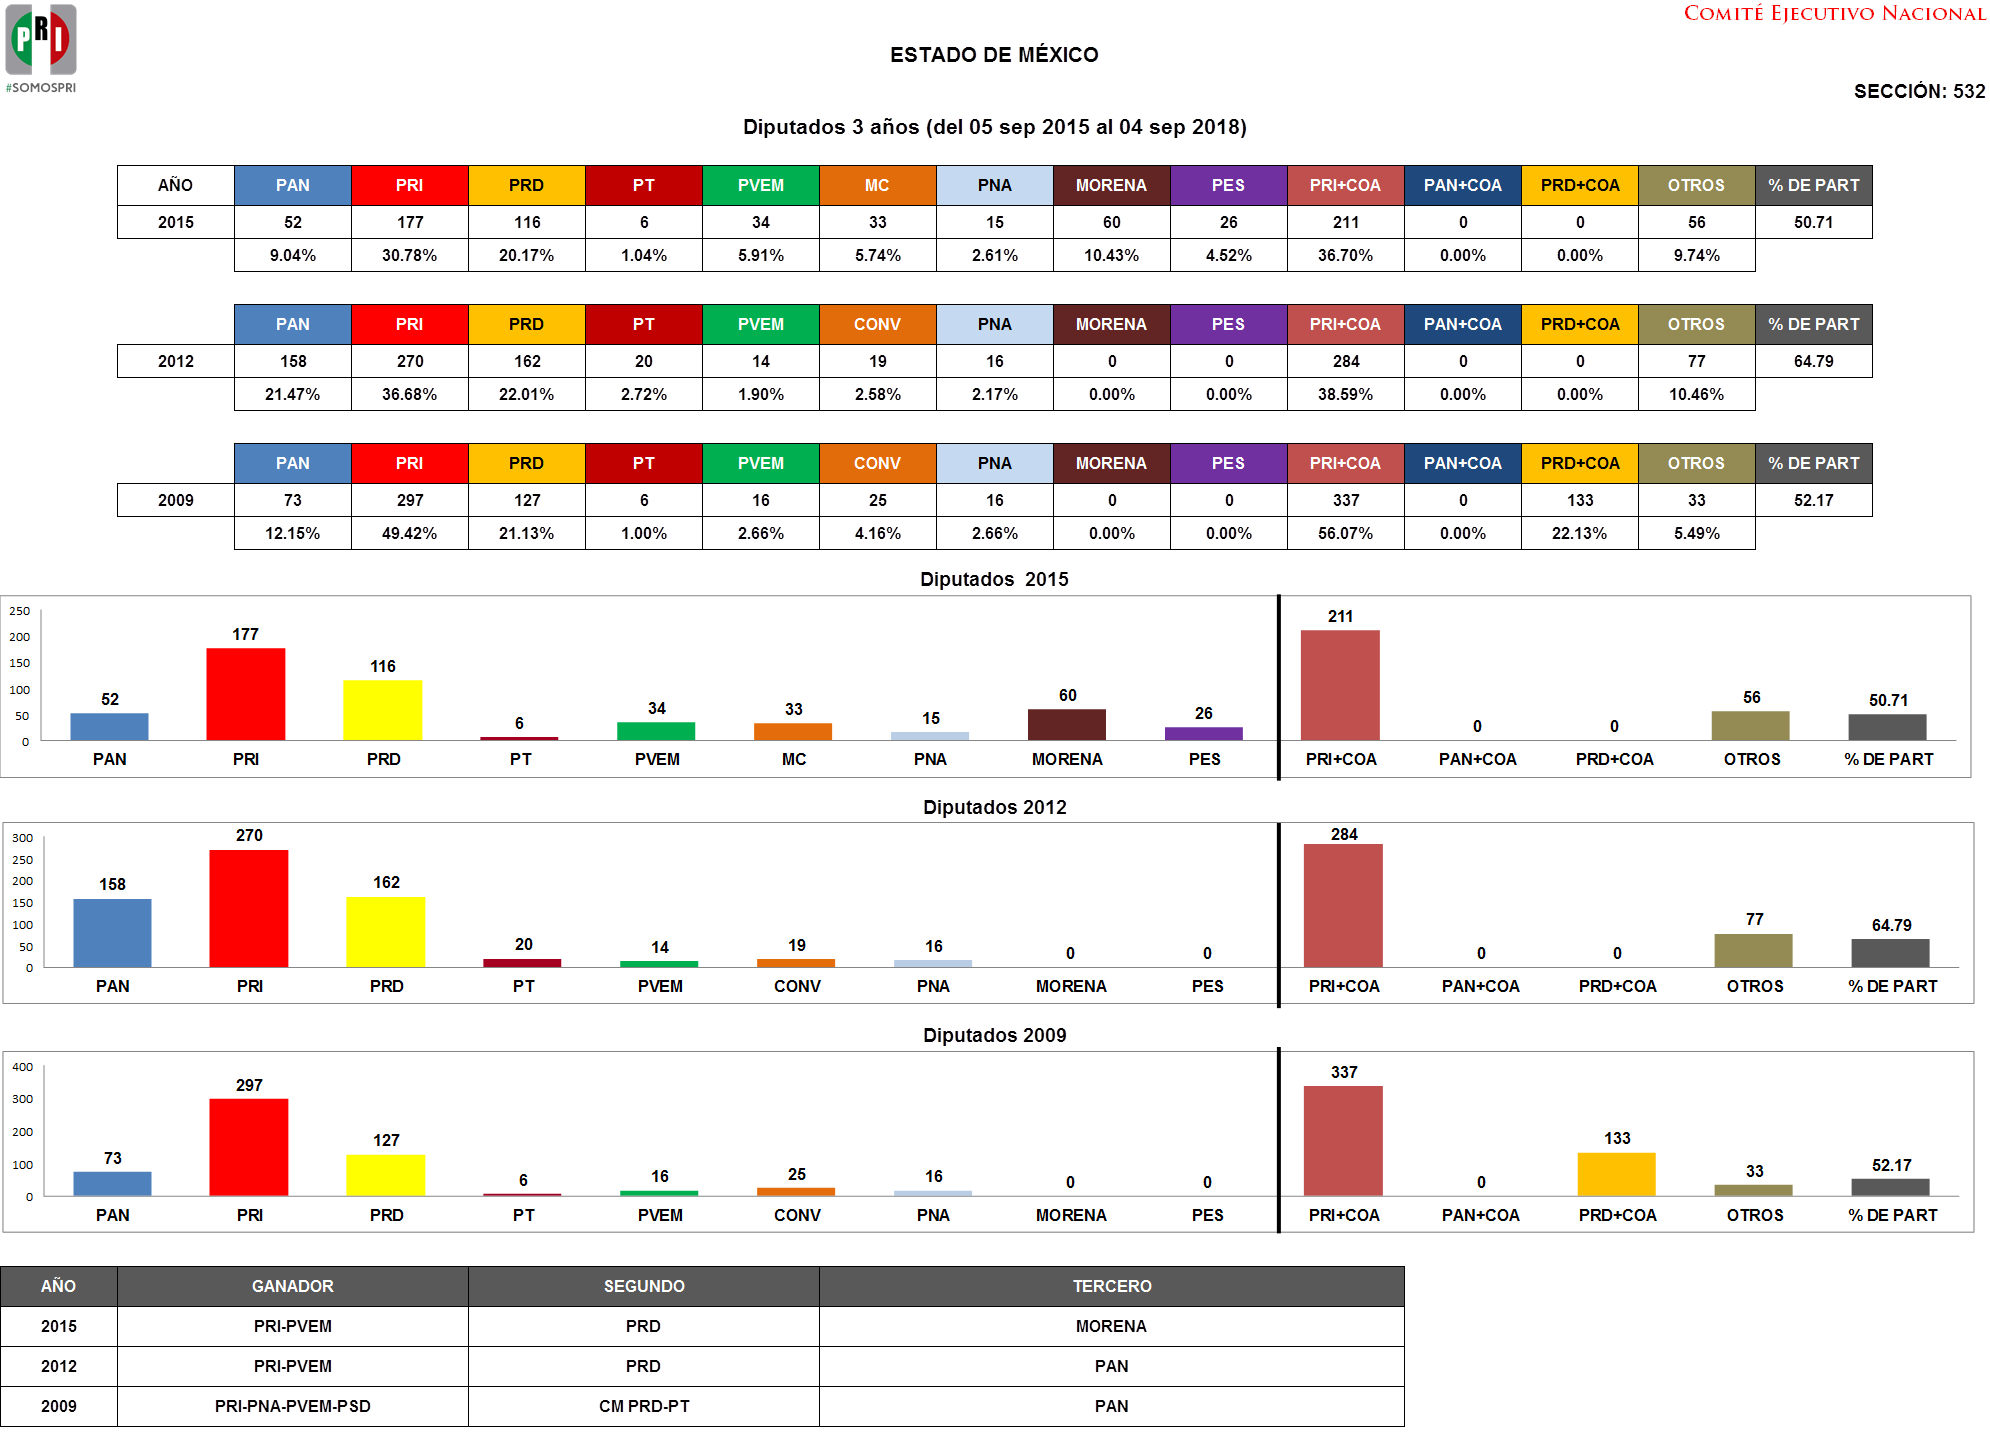 PRI
#SOMOSPRI
COMITÉ EJECUTIVO NACIONAL
ESTADO DE MÉXICO
SECCIÓN: 532
Diputados 3 años (del 05 sep 2015 al 04 sep 2018)
AÑO PAN PRI PRD PT PVEM MC PNA MORENA PES PRI+COA PAN+COA PRD+COA OTROS % DE PART
2015 52 177 116 6 34 33 15 60 26 211 0 0 56 50.71
9.04% 30.78% 20.17% 1.04% 5.91% 5.74% 2.61% 10.43% 4.52% 36.70% 0.00% 0.00% 9.74%
PAN PRI PRD PT PVEM CONV PNA MORENA PES PRI+COA PAN+COA PRD+COA OTROS % DE PART
2012 158 270 162 20 14 19 16 0 0 284 0 0 77 64.79
21.47% 36.68% 22.01% 2.72% 1.90% 2.58% 2.17% 0.00% 0.00% 38.59% 0.00% 0.00% 10.46%
PAN PRI PRD PT PVEM CONV PNA MORENA PES PRI+COA PAN+COA PRD+COA OTROS % DE PART
2009 73 297 127 6 16 25 16 0 0 337 0 133 33 52.17
12.15% 49.42% 21.13% 1.00% 2.66% 4.16% 2.66% 0.00% 0.00% 56.07% 0.00% 22.13% 5.49%
Diputados 2015
250
200
150
100
50
0
52 177 116 6 34 33 15 60 26 211 0 0 56 50.71
PAN PRI PRD PT PVEM MC PNA MORENA PES PRI+COA PAN+COA PRD+COA OTROS % DE PART
Diputados 2012
300
250
200
150
100
50
0
158 270 162 20 14 19 16 0 0 284 0 0 77 64.79
PAN PRI PRD PT PVEM CONV PNA MORENA PES PRI+COA PAN+COA PRD+COA OTROS % DE PART
Diputados 2009
400
300
200
100
0
73 297 127 6 16 25 16 0 0 337 0 133 33 52.17
PAN PRI PRD PT PVEM CONV PNA MORENA PES PRI+COA PAN+COA PRD+COA OTROS % DE PART
AÑO GANADOR SEGUNDO TERCERO
2015 PRI-PVEM PRD MORENA
2012 PRI-PVEM PRD PAN
2009 PRI-PNA-PVEM-PSD CM PRD-PT PAN